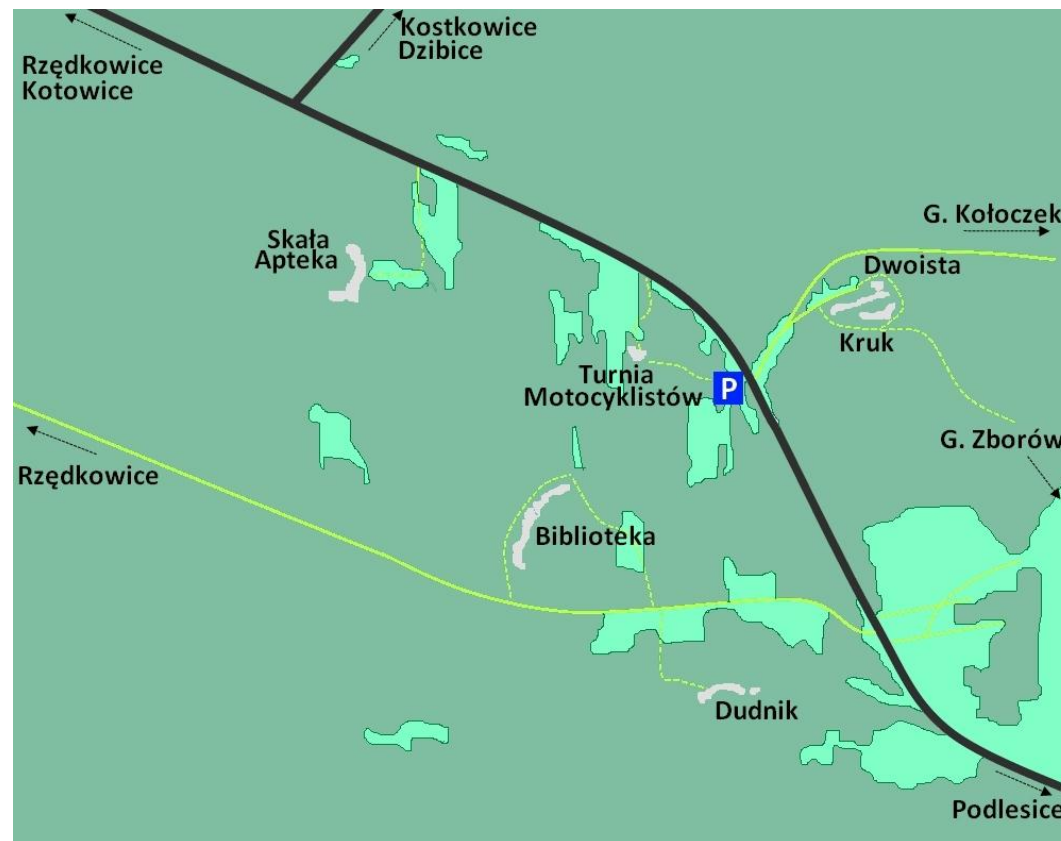 Kostkowice
Dzibice
Rzędkowice
Kotowice
G. Kołoczek
Skała
Apteka
Dwoista
Kruk
Turnia
Motocyklistów
P
G. Zborów
Rzędkowice
Biblioteka
Dudnik
Podlesice